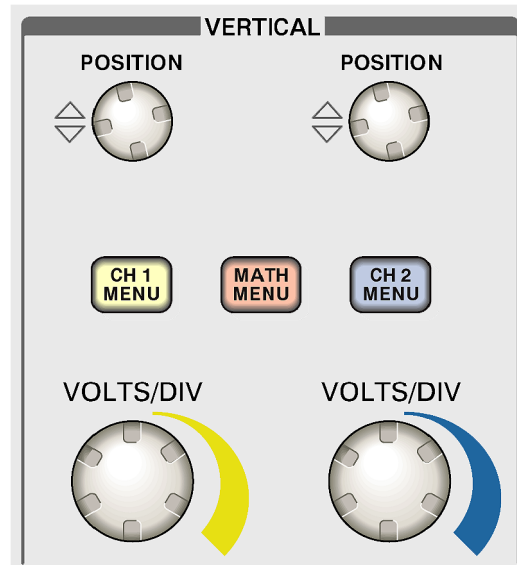 VERTICAL
POSITION POSITION
CH 1
MENU
MATH
MENU
CH 2
MENU
VOLTS/DIV VOLTS/DIV